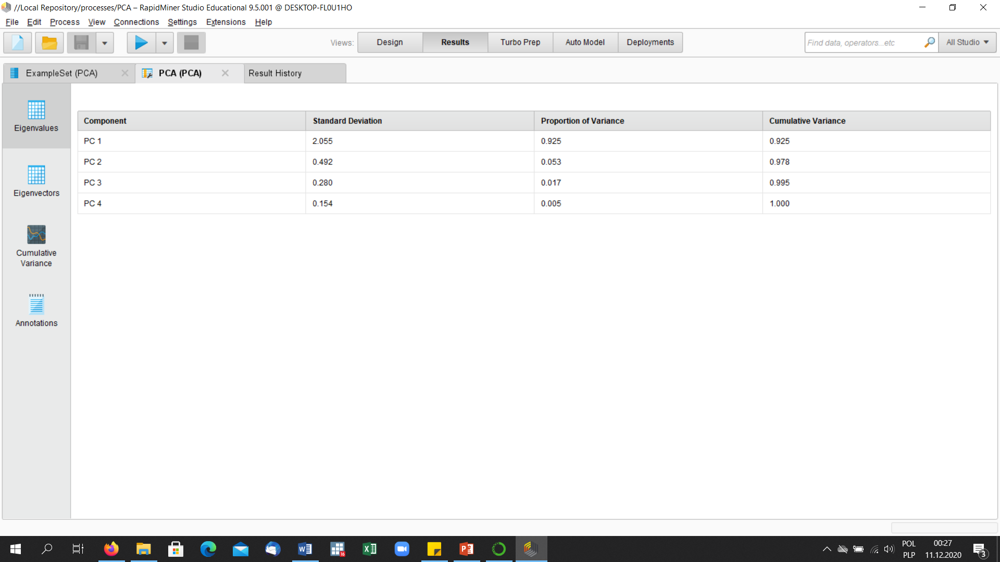 //Local Repository/processes/PCA – RapidMiner Studio Educational 9.5.001 @ DESKTOP-FL0U1HO
File Edit Process View Connections Settings Extensions Help
Views: Design Results Turbo Prep Auto Model Deployments Find data, operators...etc All Studio
ExampleSet (PCA) PCA (PCA) Result History
Eigenvalues
Eigenvectors
Cumulative
Variance
Annotations
Component Standard Deviation Proportion of Variance Cumulative Variance
PC 1 2.055 0.925 0.925
PC 2 0.492 0.053 0.978
PC 3 0.280 0.017 0.995
PC 4 0.154 0.005 1.000
16
POL 00:27
PLP 11.12.2020 3